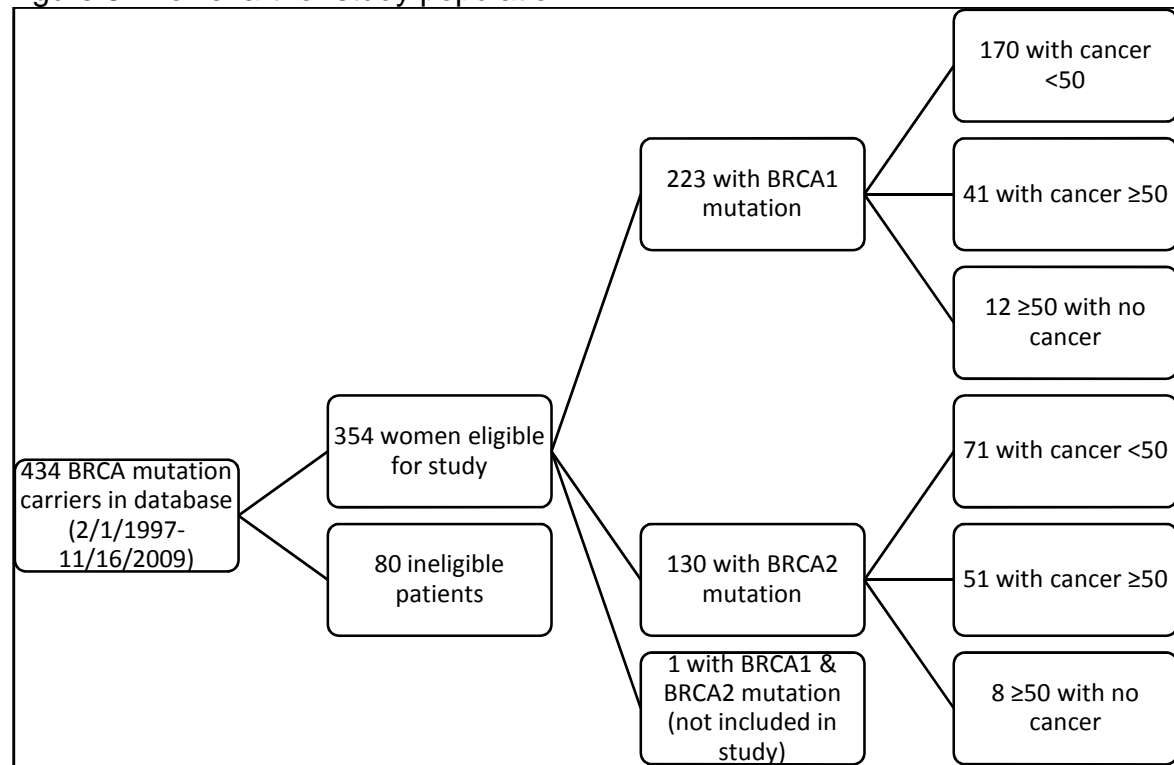 434 BRCA mutation
carriers in database
(2/1/1997-
11/16/2009)
354 women eligible
for study
80 ineligible
patients
223 with BRCA1
mutation
130 with BRCA2
mutation
1 with BRCA1 &
BRCA2 mutation
(not included in
study)
170 with cancer
<50
41 with cancer ≥50
12 ≥50 with no
cancer
71 with cancer <50
51 with cancer ≥50
8 ≥50 with no
cancer